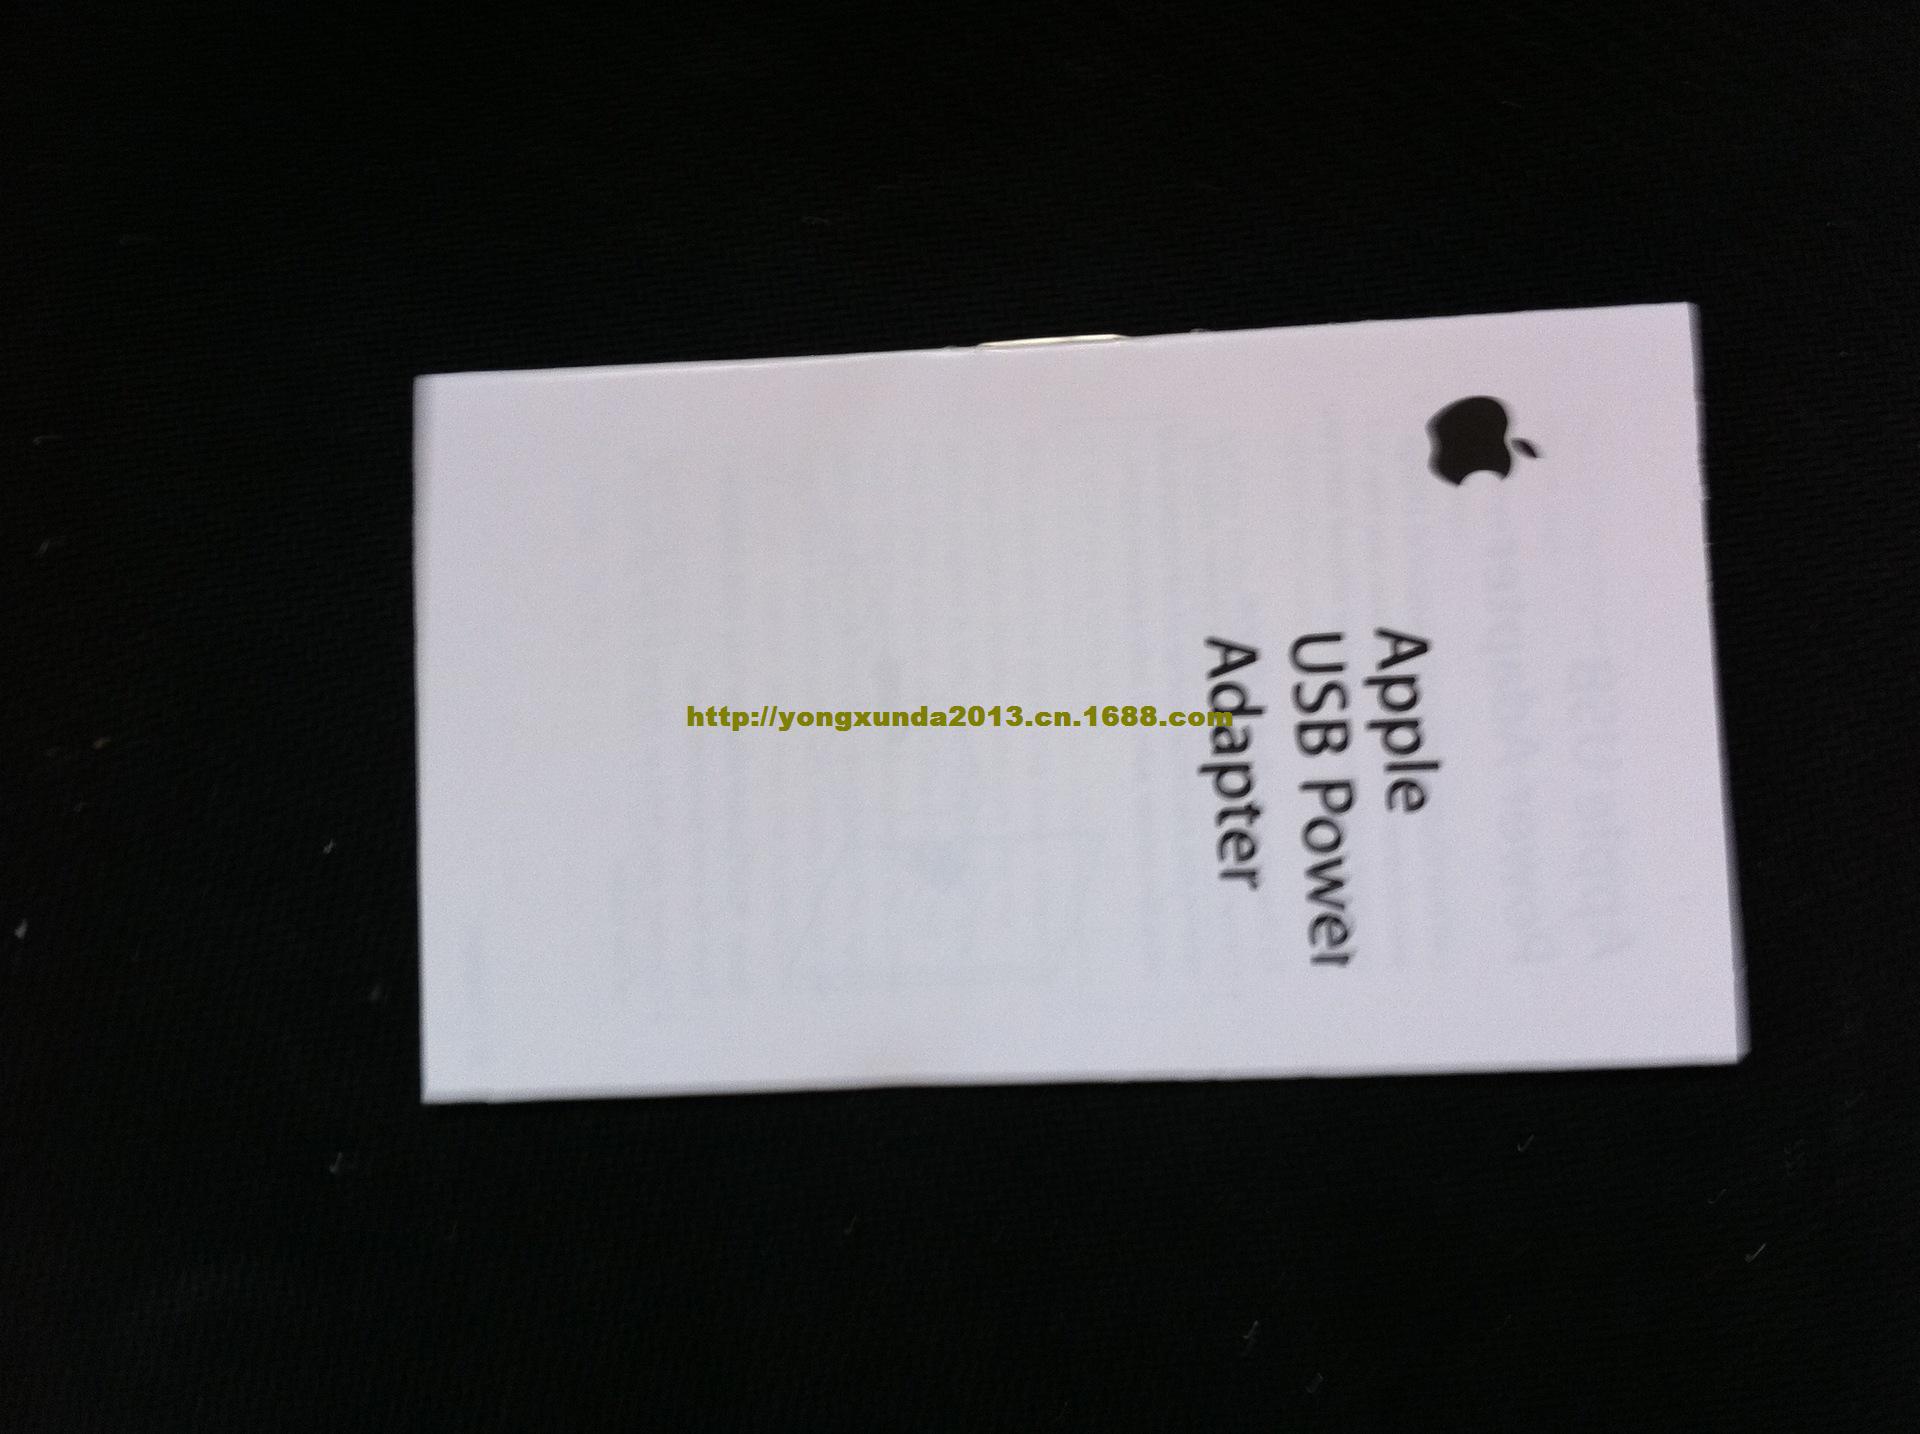 Apple
USB Power
Adapter
http://yongxunda2013.cn.1688.com